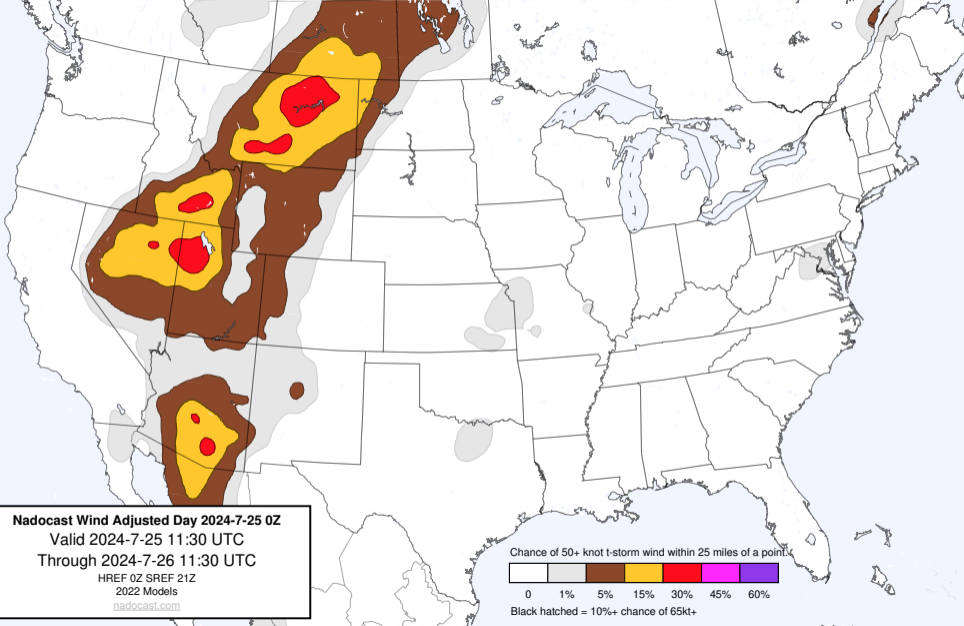 Nadocast Wind Adjusted Day 2024-7-25 0Z
Valid 2024-7-25 11:30 UTC
Through 2024-7-26 11:30 UTC
HREF 0Z SREF 21Z
2022 Models
nadocast.com
Chance of 50+ knot t-storm wind within 25 miles of a point.
0 1% 5% 15% 30% 45% 60%
Black hatched = 10%+ chance of 65kt+